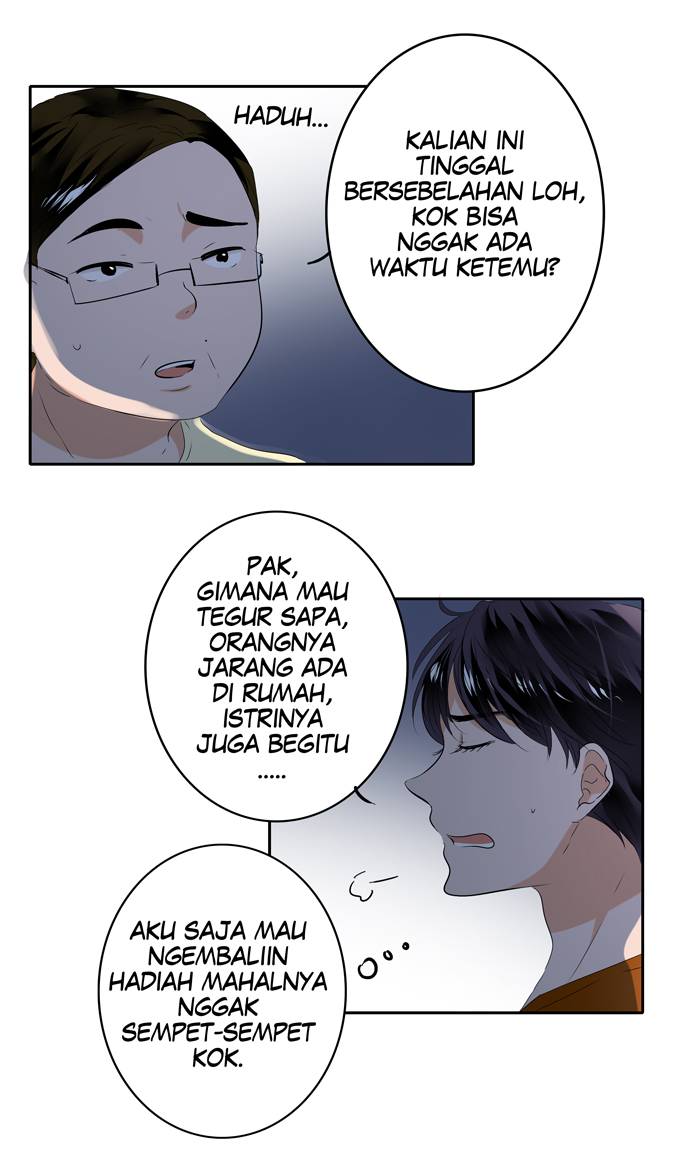 HADUH...
KALIAN INI
TINGGAL
BERSEBELAHAN LOH,
KOK BISA
NGGAK ADA
WAKTU KETEMU?
PAK,
GIMANA MAU
TEGUR SAPA,
ORANGNYA
JARANG ADA
DI RUMAH,
ISTRINYA
JUGA BEGITU
.....
AKU SAJA MAU
NGEMBALIIN
HADIAH MAHALNYA
NGGAK
SEMPET-SEMPET
KOK.